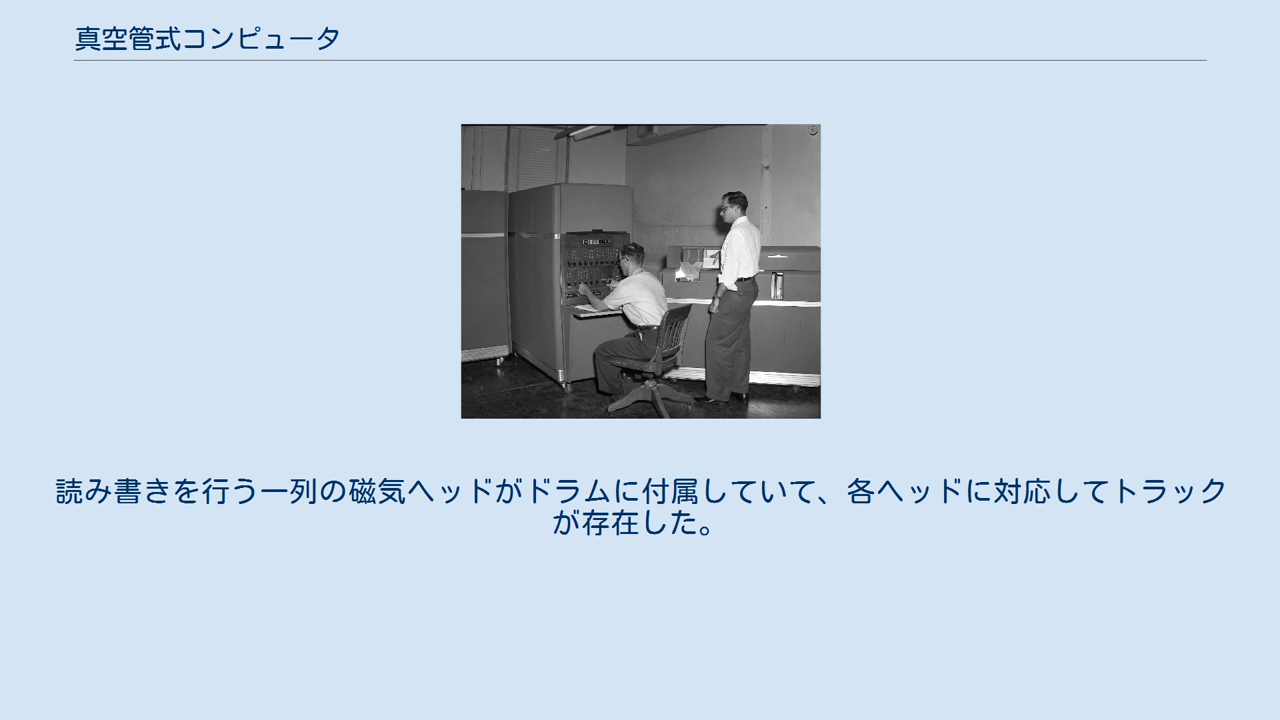 真空管式コンピュータ
読み書きを行う一列の磁気ヘッドがドラムに付属していて、各ヘッドに対応してトラック
が存在した。